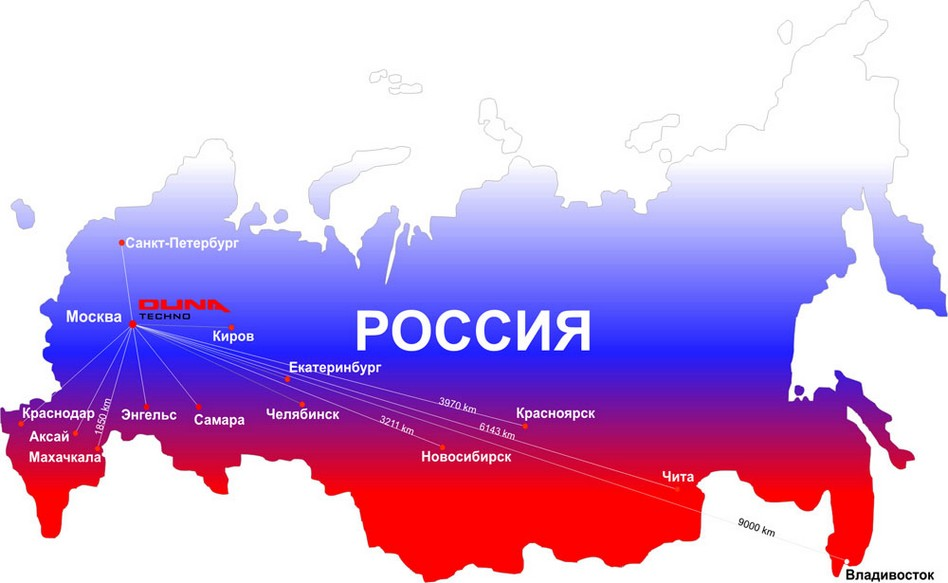 Санкт-Петербург
DUNA
TECHNO
Москва
Киров
РОССИЯ
Екатеринбург
Краснодар
1850 km
Энгельс
Самара
Челябинск
3970 km
Красноярск
Аксай
3211 km
6143 km
Махачкала
Новосибирск
Чита
9000 km
Владивосток